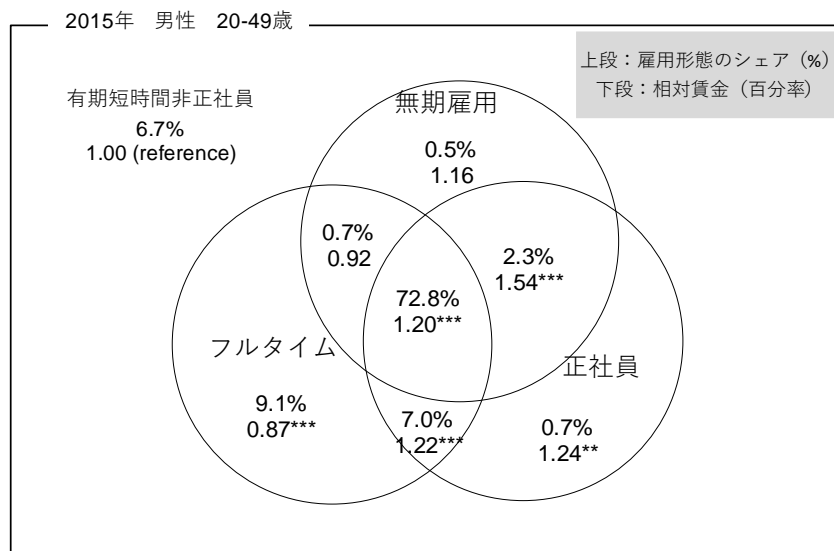 2015年 男性 20-49歳
上段：雇用形態のシェア（%）
下段：相対賃金（百分率）
有期短時間非正社員
6.7%
1.00 (reference)
無期雇用
0.5%
1.16
0.7%
0.92
2.3%
1.54***
72.8%
1.20***
フルタイム
正社員
9.1%
0.87***
7.0%
1.22***
0.7%
1.24**